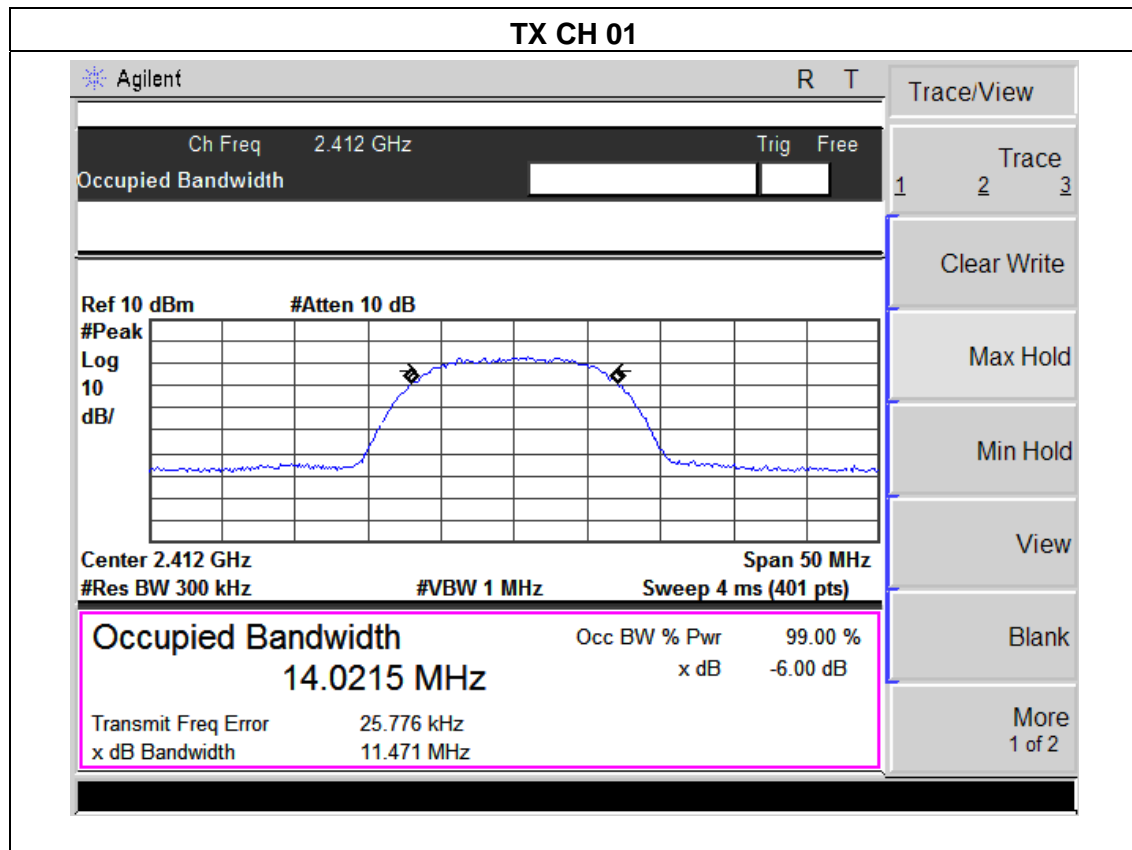 TX CH 01
Agilent R T
Ch Freq 2.412 GHz Trig Free
Occupied Bandwidth
Ref 10 dBm #Atten 10 dB
#Peak
Log
10
dB/
Center 2.412 GHz Span 50 MHz
#Res BW 300 kHz #VBW 1 MHz Sweep 4 ms (401 pts)
Occupied Bandwidth Occ BW % Pwr 99.00 %
14.0215 MHz x dB -6.00 dB
Transmit Freq Error 25.776 kHz
x dB Bandwidth 11.471 MHz
Trace/View
Trace
1 2 3
Clear Write
Max Hold
Min Hold
View
Blank
More
1 of 2